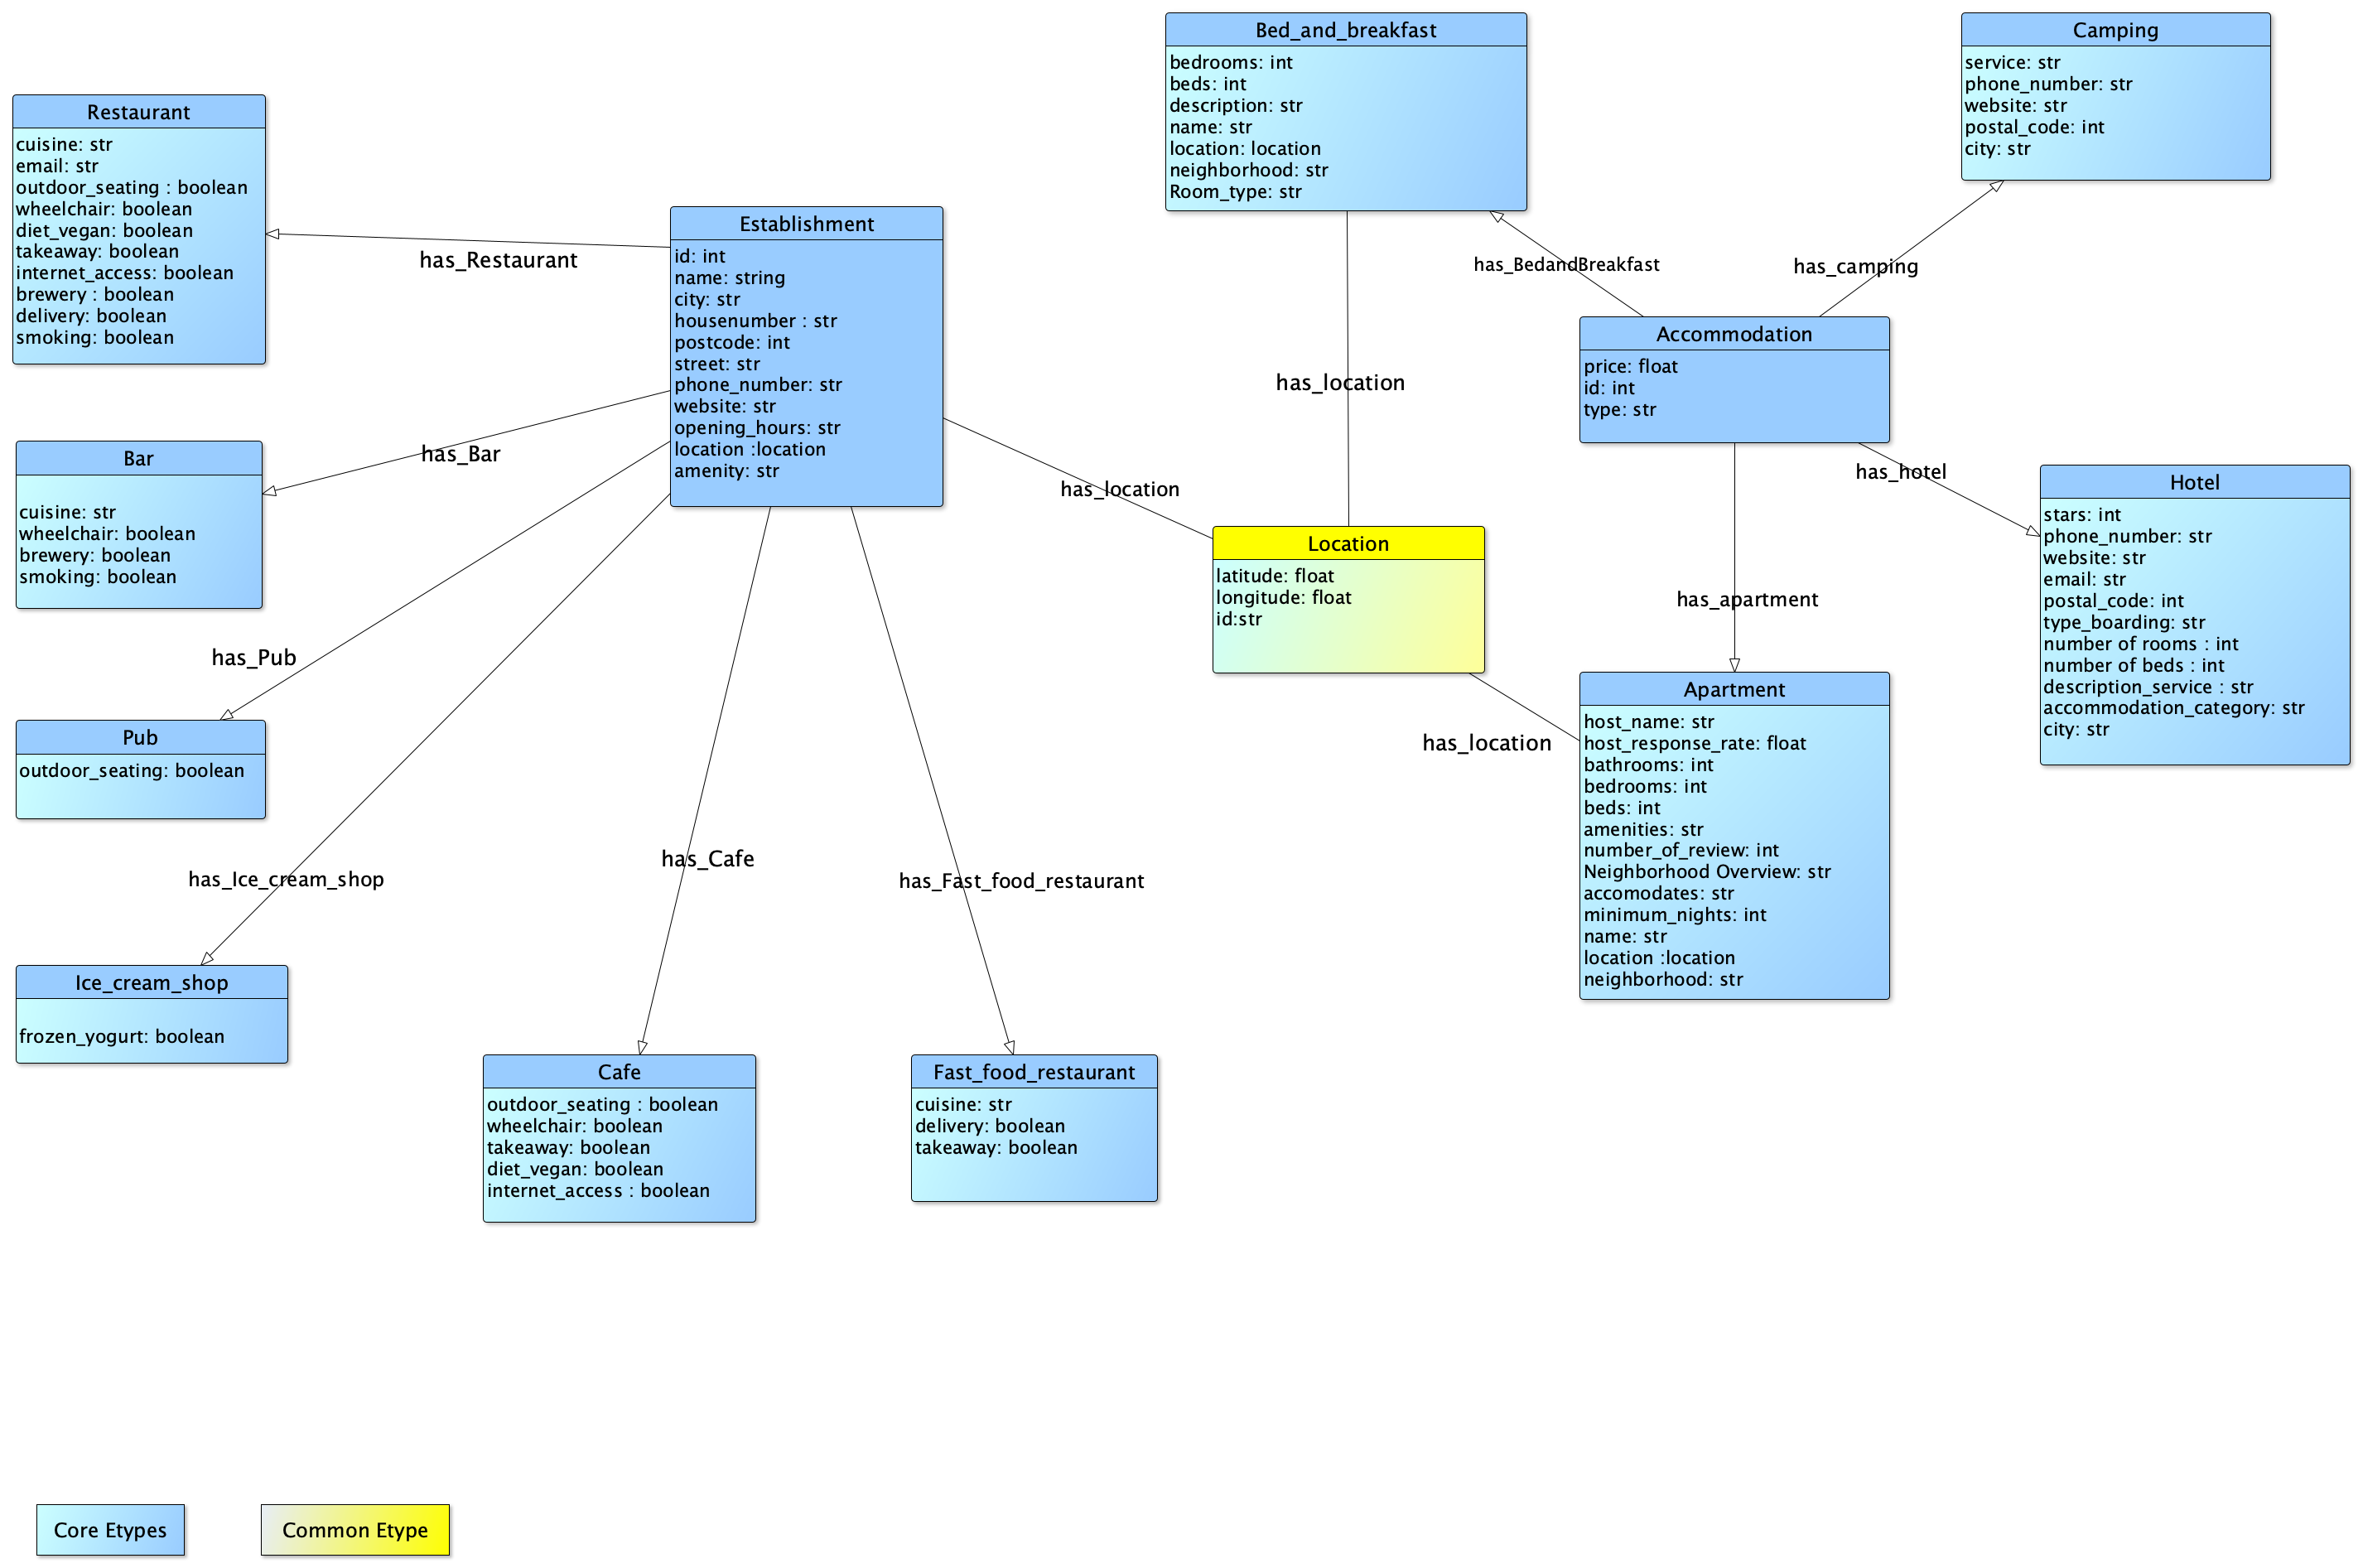 Bed_and_breakfast
bedrooms: int
beds: int
description: str
name: str
location: location
neighborhood: str
Room_type: str
Camping
service: str
phone_number: str
website: str
postal_code: int
city: str
Restaurant
cuisine: str
email: str
outdoor_seating : boolean
wheelchair: boolean
diet_vegan: boolean
takeaway: boolean
internet_access: boolean
brewery : boolean
delivery: boolean
smoking: boolean
has_Restaurant
Establishment
id: int
name: string
city: str
housenumber : str
postcode: int
street: str
phone_number: str
website: str
opening_hours: str
location :location
amenity: str
has_BedandBreakfast
has_camping
Accommodation
price: float
id: int
type: str
has_location
has_Bar
Bar
cuisine: str
wheelchair: boolean
brewery: boolean
smoking: boolean
has_location
has_hotel
Hotel
stars: int
phone_number: str
website: str
email: str
postal_code: int
type_boarding: str
number of rooms : int
number of beds : int
description_service : str
accommodation_category: str
city: str
Location
latitude: float
longitude: float
id:str
has_apartment
has_Pub
Pub
outdoor_seating: boolean
has_location
Apartment
host_name: str
host_response_rate: float
bathrooms: int
bedrooms: int
beds: int
amenities: str
number_of_review: int
Neighborhood Overview: str
accomodates: str
minimum_nights: int
name: str
location :location
neighborhood: str
has_Ice_cream_shop
has_Cafe
has_Fast_food_restaurant
Ice_cream_shop
frozen_yogurt: boolean
Cafe
outdoor_seating : boolean
wheelchair: boolean
takeaway: boolean
diet_vegan: boolean
internet_access : boolean
Fast_food_restaurant
cuisine: str
delivery: boolean
takeaway: boolean
Core Etypes
Common Etype